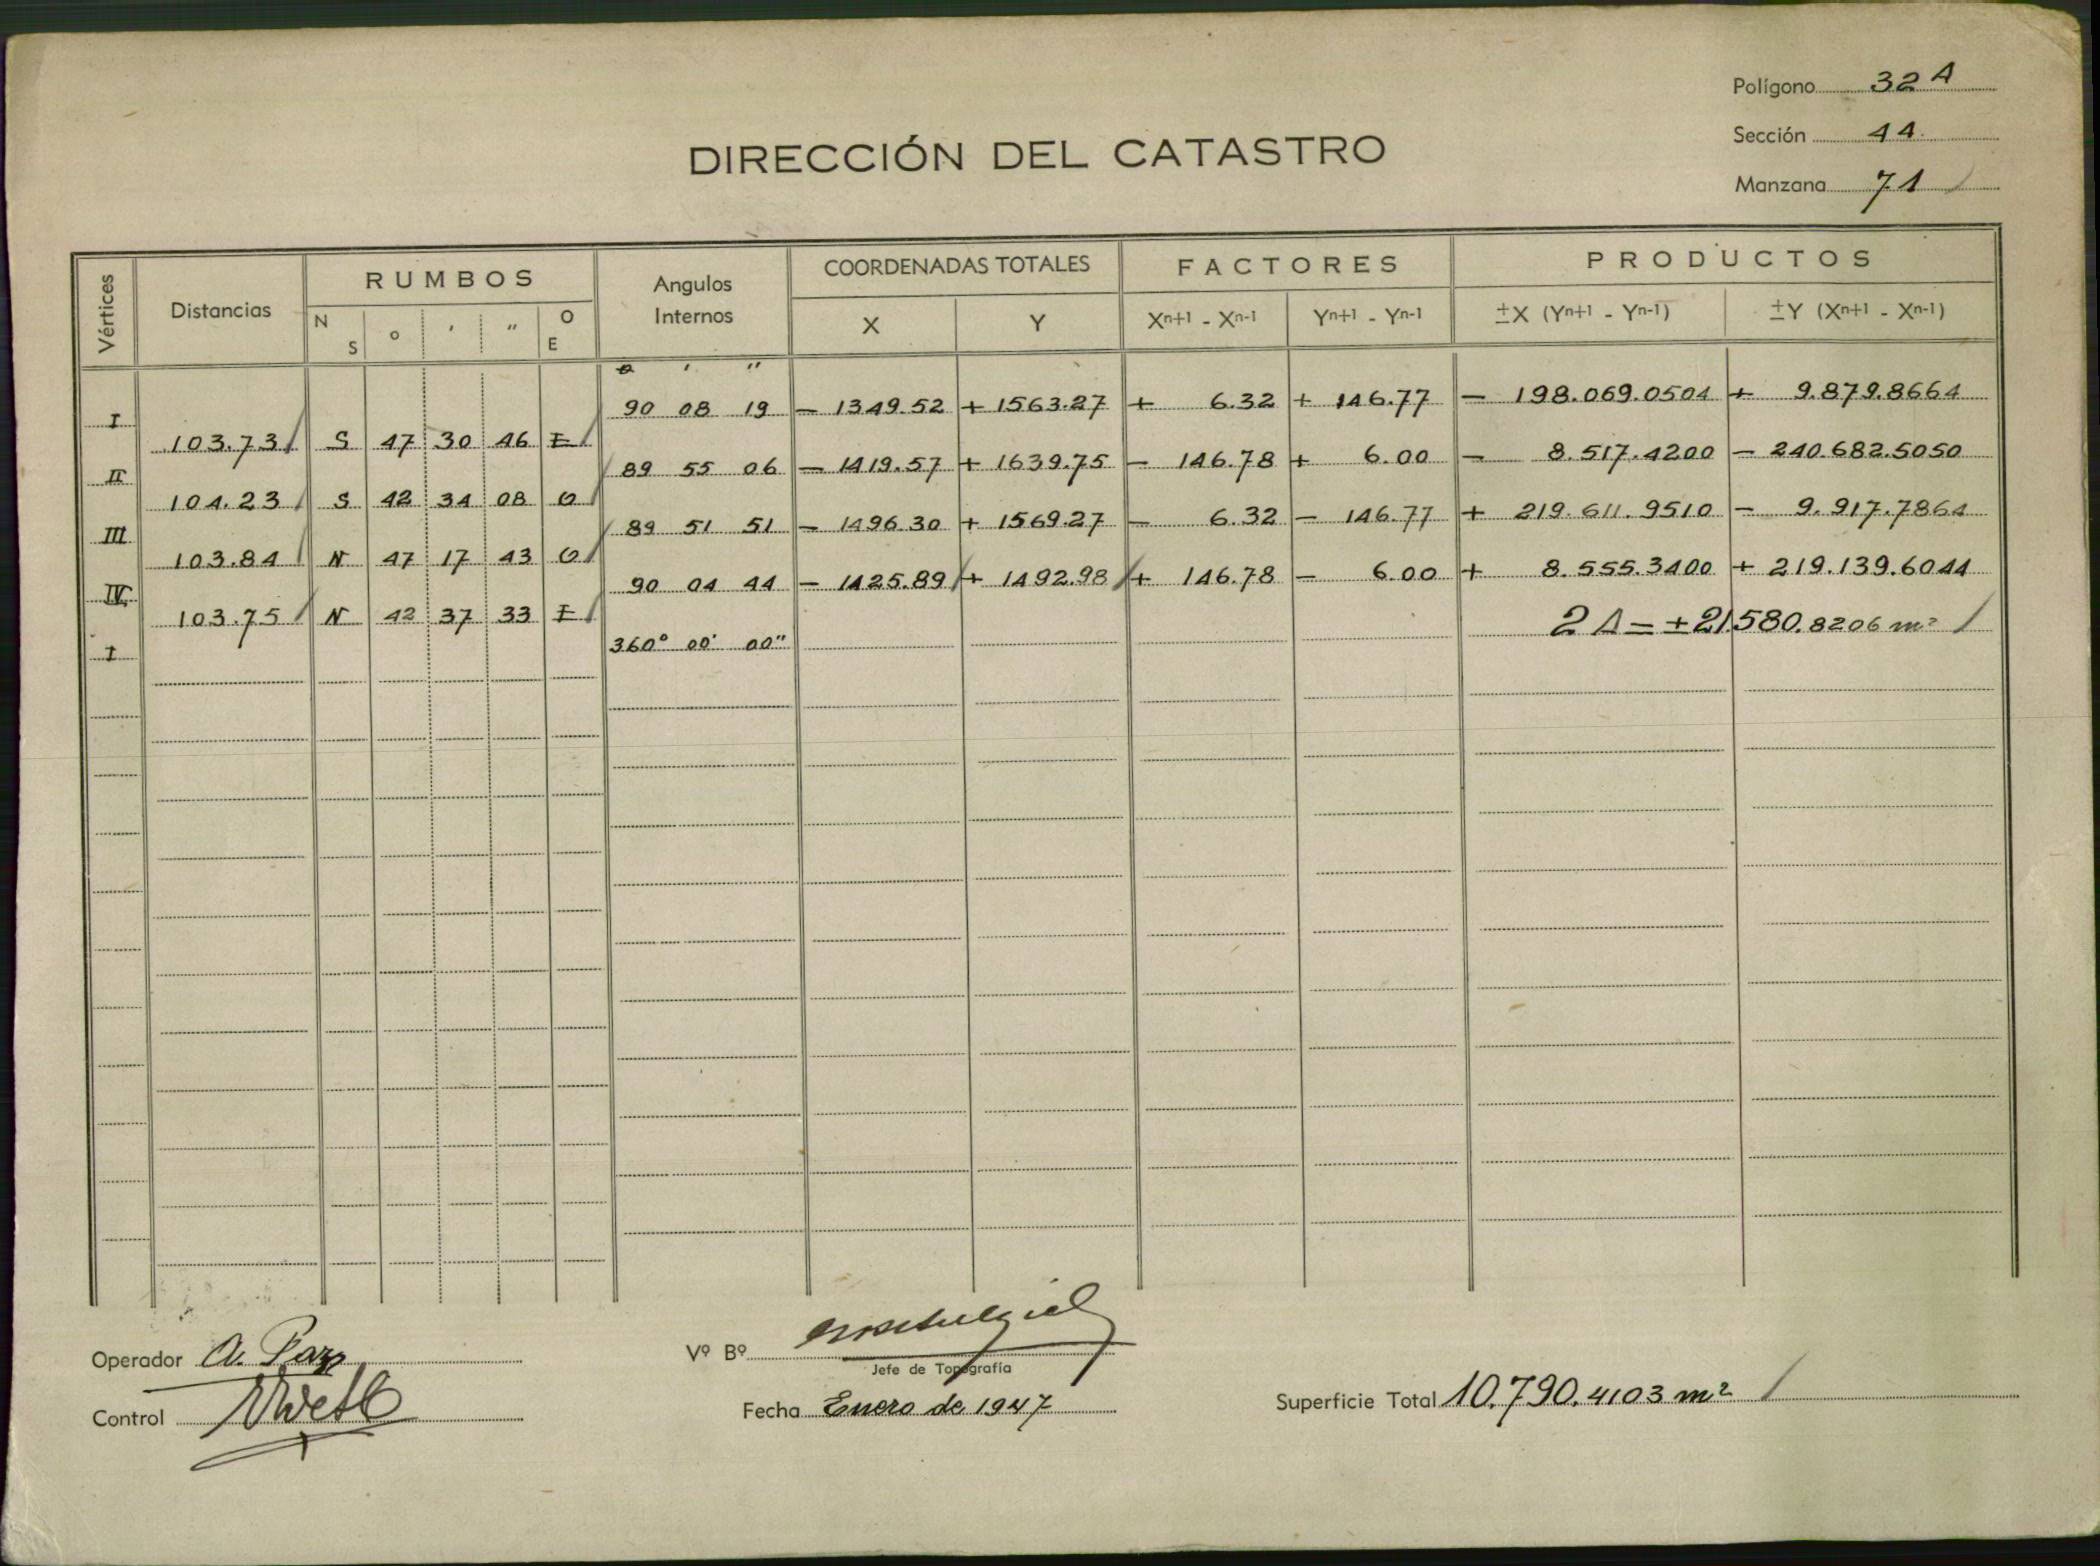 Polígono 32 A
Sección 44
Manzana 71
DIRECCIÓN DEL CATASTRO
Vértices Distancias RUMBOS Angulos Internos COORDENADAS TOTALES FACTORES PRODUCTOS
N S o ' " O E X Y Xn+1 - Xn-1 Yn+1 - Yn-1 ±X (Yn+1 - Yn-1) ±Y (Xn+1 - Xn-1)
o ' "
I 90 08 19 - 1349.52 + 1563.27 + 6.32 + 146.77 - 198.069.0504 + 9.879.8664
103.73 S 47 30 46 E
II 89 55 06 - 1419.57 + 1639.75 - 146.78 + 6.00 - 8.517.4200 - 240.682.5050
104.23 S 42 34 08 O
III 89 51 51 - 1496.30 + 1569.27 - 6.32 - 146.77 + 219.611.9510 - 9.917.7864
103.84 N 47 17 43 O
IV 90 04 44 - 1425.89 + 1492.98 + 146.78 - 6.00 + 8.555.3400 + 219.139.6044
103.75 N 42 37 33 E
I 360° 00' 00" 2 A = ±21.580.8206 m²
Operador A. Paz
Control
Vº Bº
Jefe de Topografía
Fecha Enero de 1947
Superficie Total 10.790.4103 m²